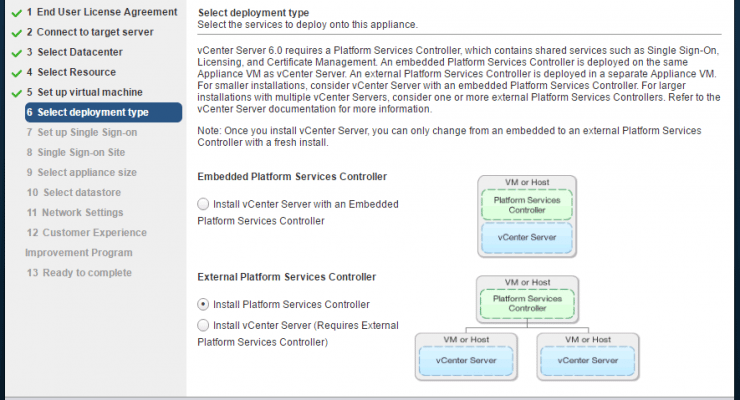 1 End User License Agreement
2 Connect to target server
3 Select Datacenter
4 Select Resource
5 Set up virtual machine
6 Select deployment type
7 Set up Single Sign-on
8 Single Sign-on Site
9 Select appliance size
10 Select datastore
11 Network Settings
12 Customer Experience
Improvement Program
13 Ready to complete
Select deployment type
Select the services to deploy onto this appliance.
vCenter Server 6.0 requires a Platform Services Controller, which contains shared services such as Single Sign-On,
Licensing, and Certificate Management. An embedded Platform Services Controller is deployed on the same
Appliance VM as vCenter Server. An external Platform Services Controller is deployed in a separate Appliance VM.
For smaller installations, consider vCenter Server with an embedded Platform Services Controller. For larger
installations with multiple vCenter Servers, consider one or more external Platform Services Controllers. Refer to the
vCenter Server documentation for more information.
Note: Once you install vCenter Server, you can only change from an embedded to an external Platform Services
Controller with a fresh install.
Embedded Platform Services Controller
Install vCenter Server with an Embedded
Platform Services Controller
VM or Host
Platform Services
Controller
vCenter Server
External Platform Services Controller
Install Platform Services Controller
Install vCenter Server (Requires External
Platform Services Controller)
VM or Host
Platform Services
Controller
VM or Host
vCenter Server
VM or Host
vCenter Server